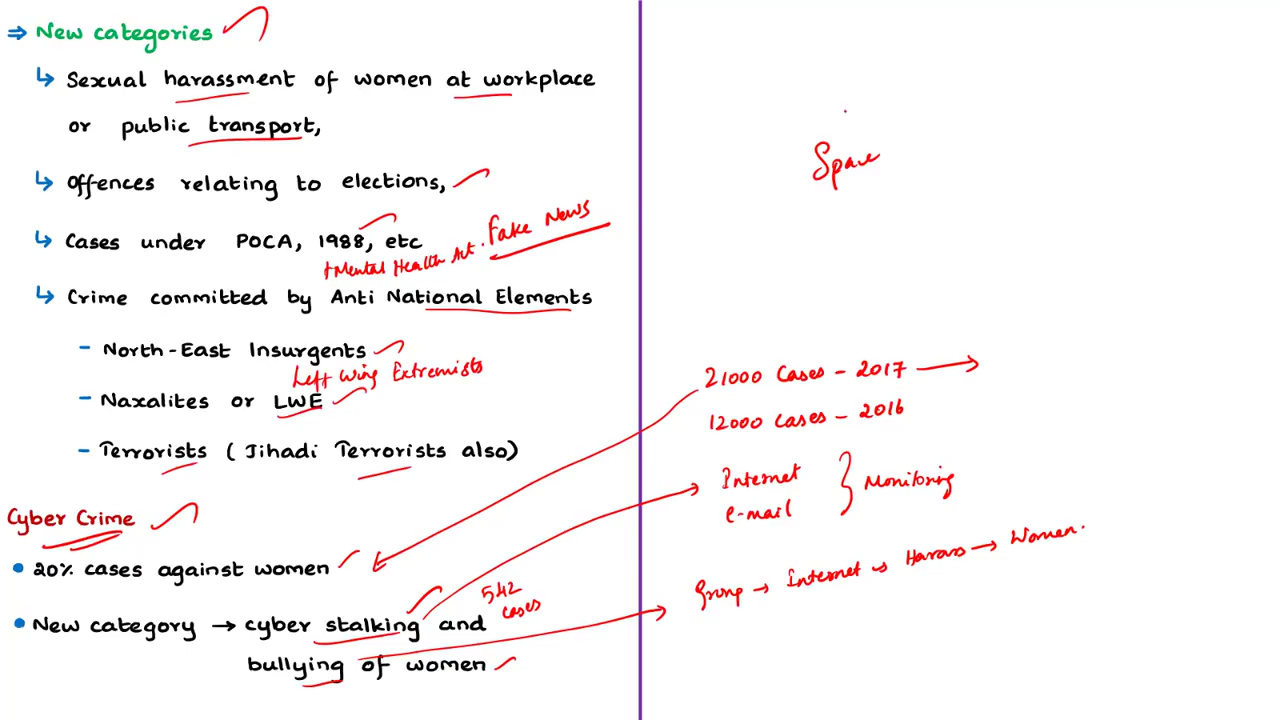 ⇒ New categories
↳ Sexual harassment of women at workplace
or public transport,
↳ Offences relating to elections,
↳ Cases under POCA, 1988, etc
+Mental Health Act. Fake News
↳ Crime committed by Anti National Elements
- North-East Insurgents
Left Wing Extremists
- Naxalites or LWE
- Terrorists (Jihadi Terrorists also)
Cyber Crime
• 20% cases against women
• New category → cyber stalking and
542
cases
bullying of women
Space
21000 Cases - 2017 →
12000 Cases - 2016
Internet
e-mail } Monitoring
Group → Internet → Harass → Women.